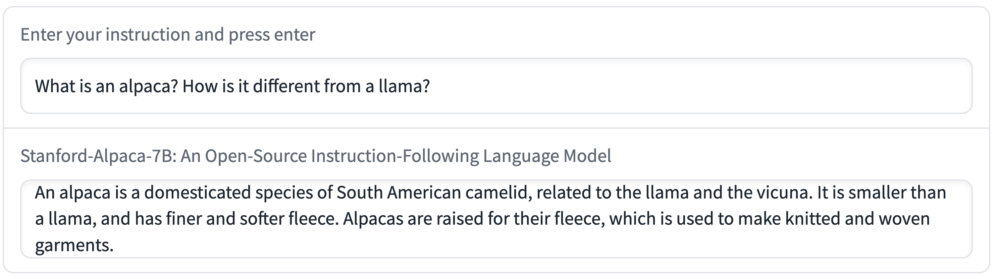 Enter your instruction and press enter
What is an alpaca? How is it different from a llama?
Stanford-Alpaca-7B: An Open-Source Instruction-Following Language Model
An alpaca is a domesticated species of South American camelid, related to the llama and the vicuna. It is smaller than
a llama, and has finer and softer fleece. Alpacas are raised for their fleece, which is used to make knitted and woven
garments.